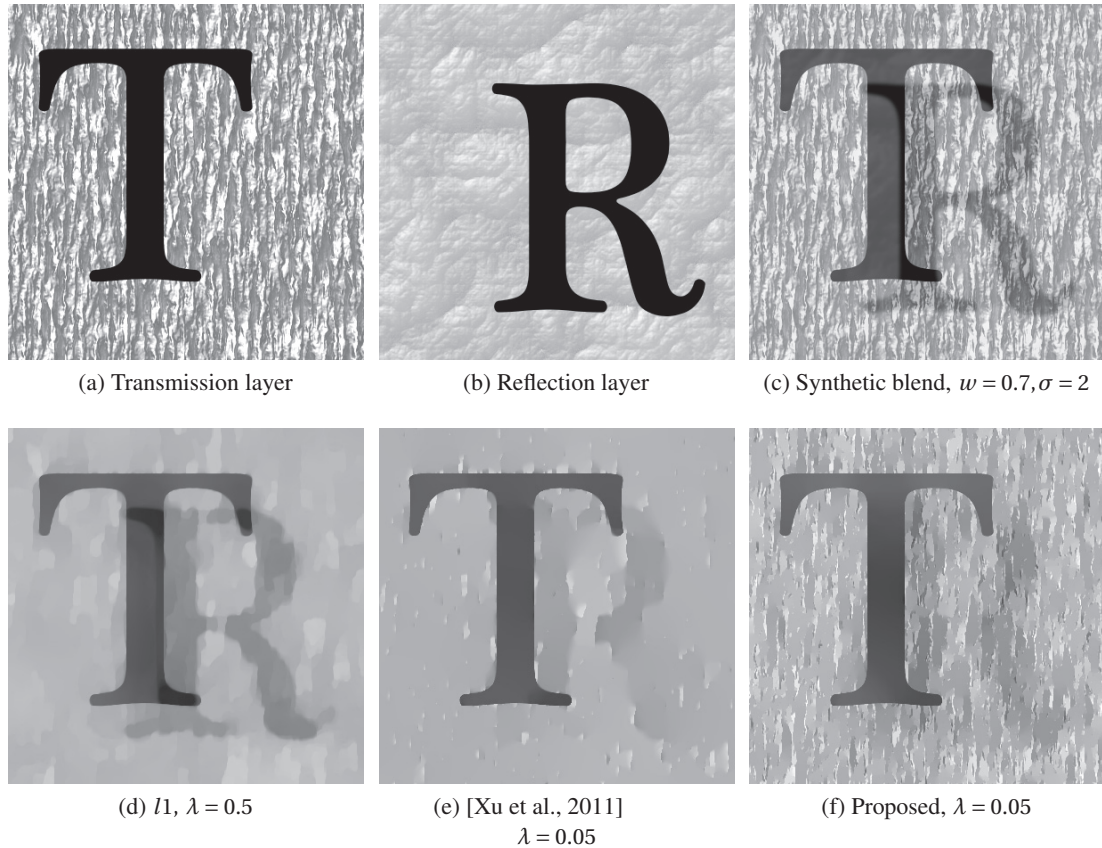 T
R
T R
(a) Transmission layer
(b) Reflection layer
(c) Synthetic blend, w = 0.7, σ = 2
T R
T R
T
(d) l1, λ = 0.5
(e) [Xu et al., 2011]
λ = 0.05
(f) Proposed, λ = 0.05